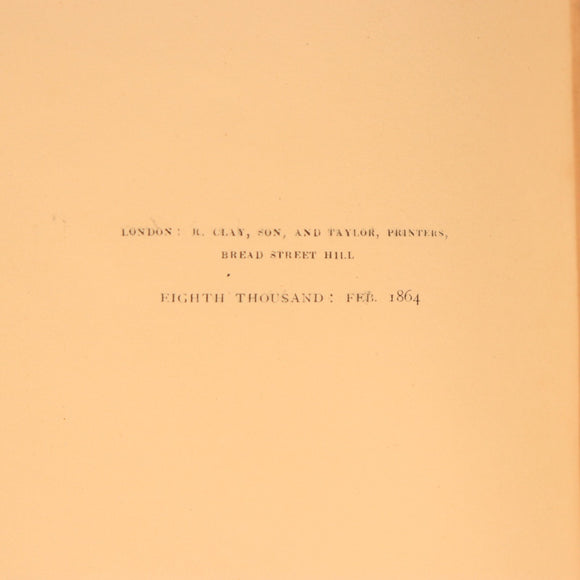 LONDON: R. CLAY, SON, AND TAYLOR, PRINTERS,
BREAD STREET HILL
EIGHTH THOUSAND: FEB. 1864